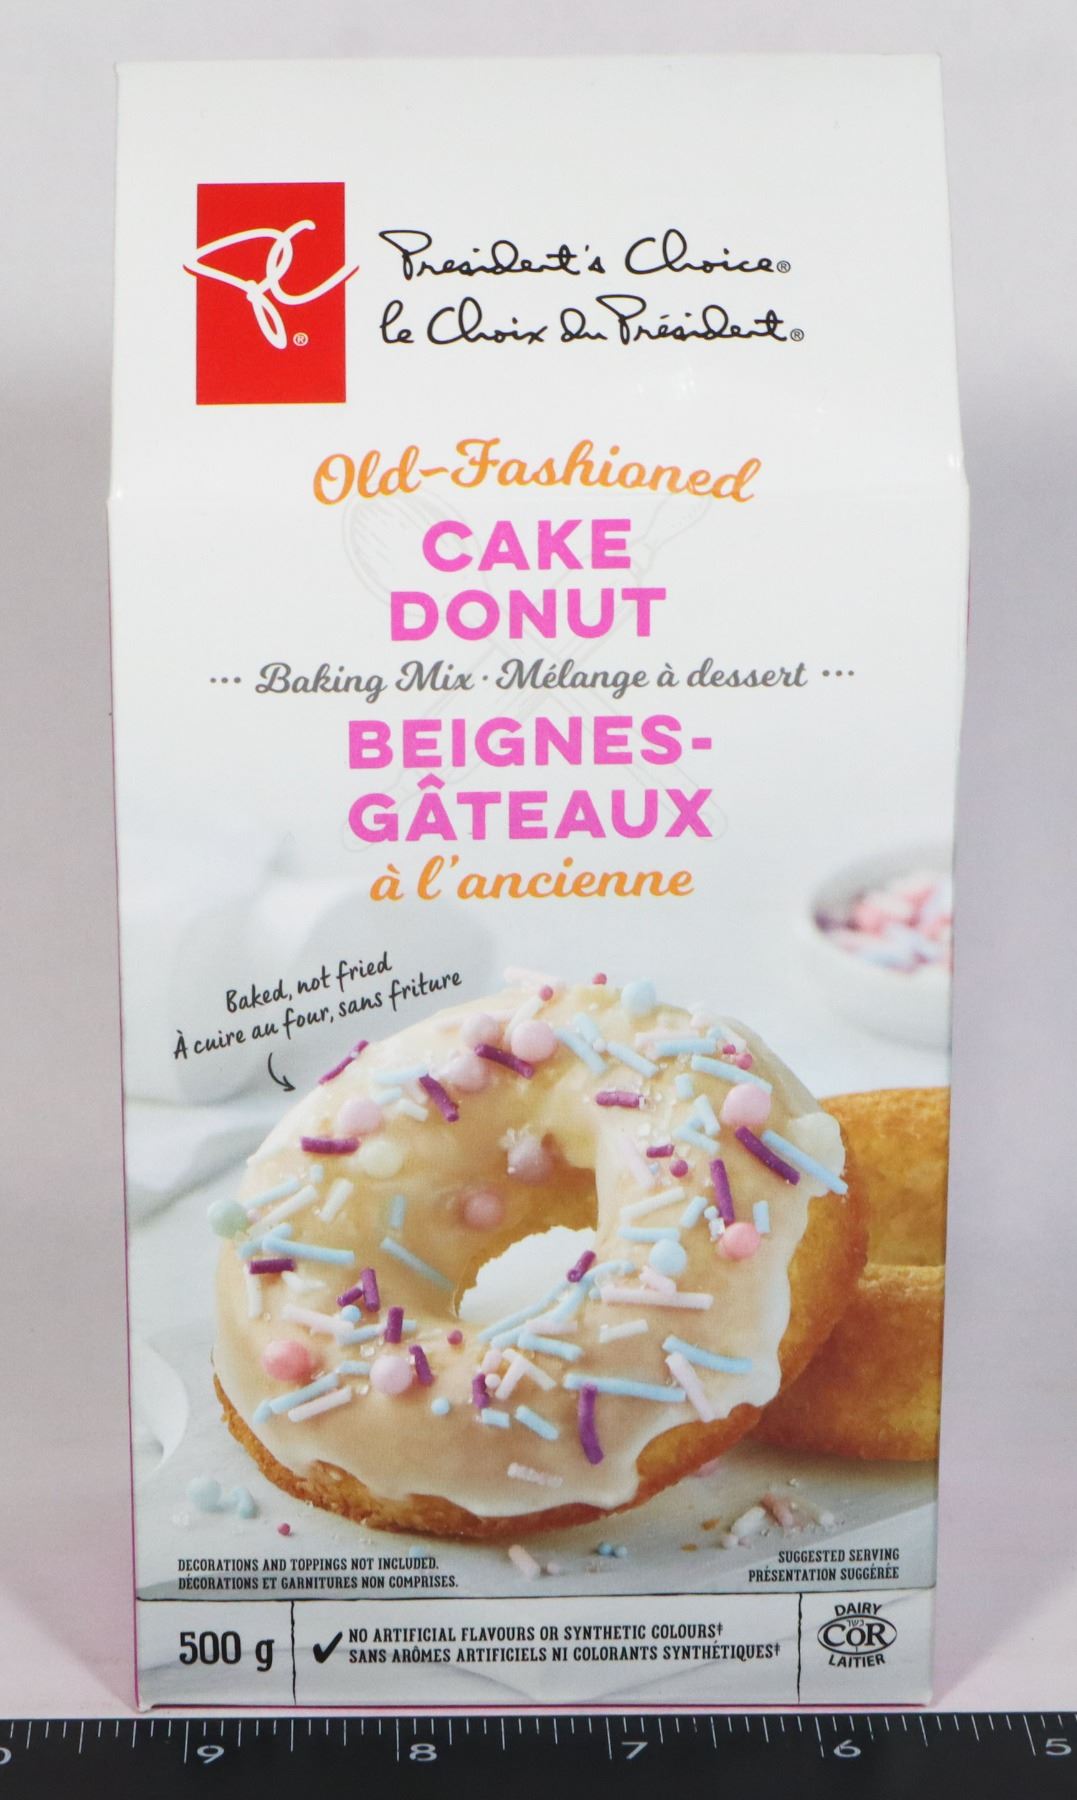 PC®
President's Choice®
le Choix du Président®
Old-Fashioned
CAKE
DONUT
••• Baking Mix · Mélange à dessert •••
BEIGNES-
GÂTEAUX
à l'ancienne
Baked, not fried
À cuire au four, sans friture
DECORATIONS AND TOPPINGS NOT INCLUDED.
DÉCORATIONS ET GARNITURES NON COMPRISES.
SUGGESTED SERVING
PRÉSENTATION SUGGÉRÉE
500 g
✓ NO ARTIFICIAL FLAVOURS OR SYNTHETIC COLOURS‡
SANS ARÔMES ARTIFICIELS NI COLORANTS SYNTHÉTIQUES‡
DAIRY
כשר
COR
LAITIER
9 8 7 6 5